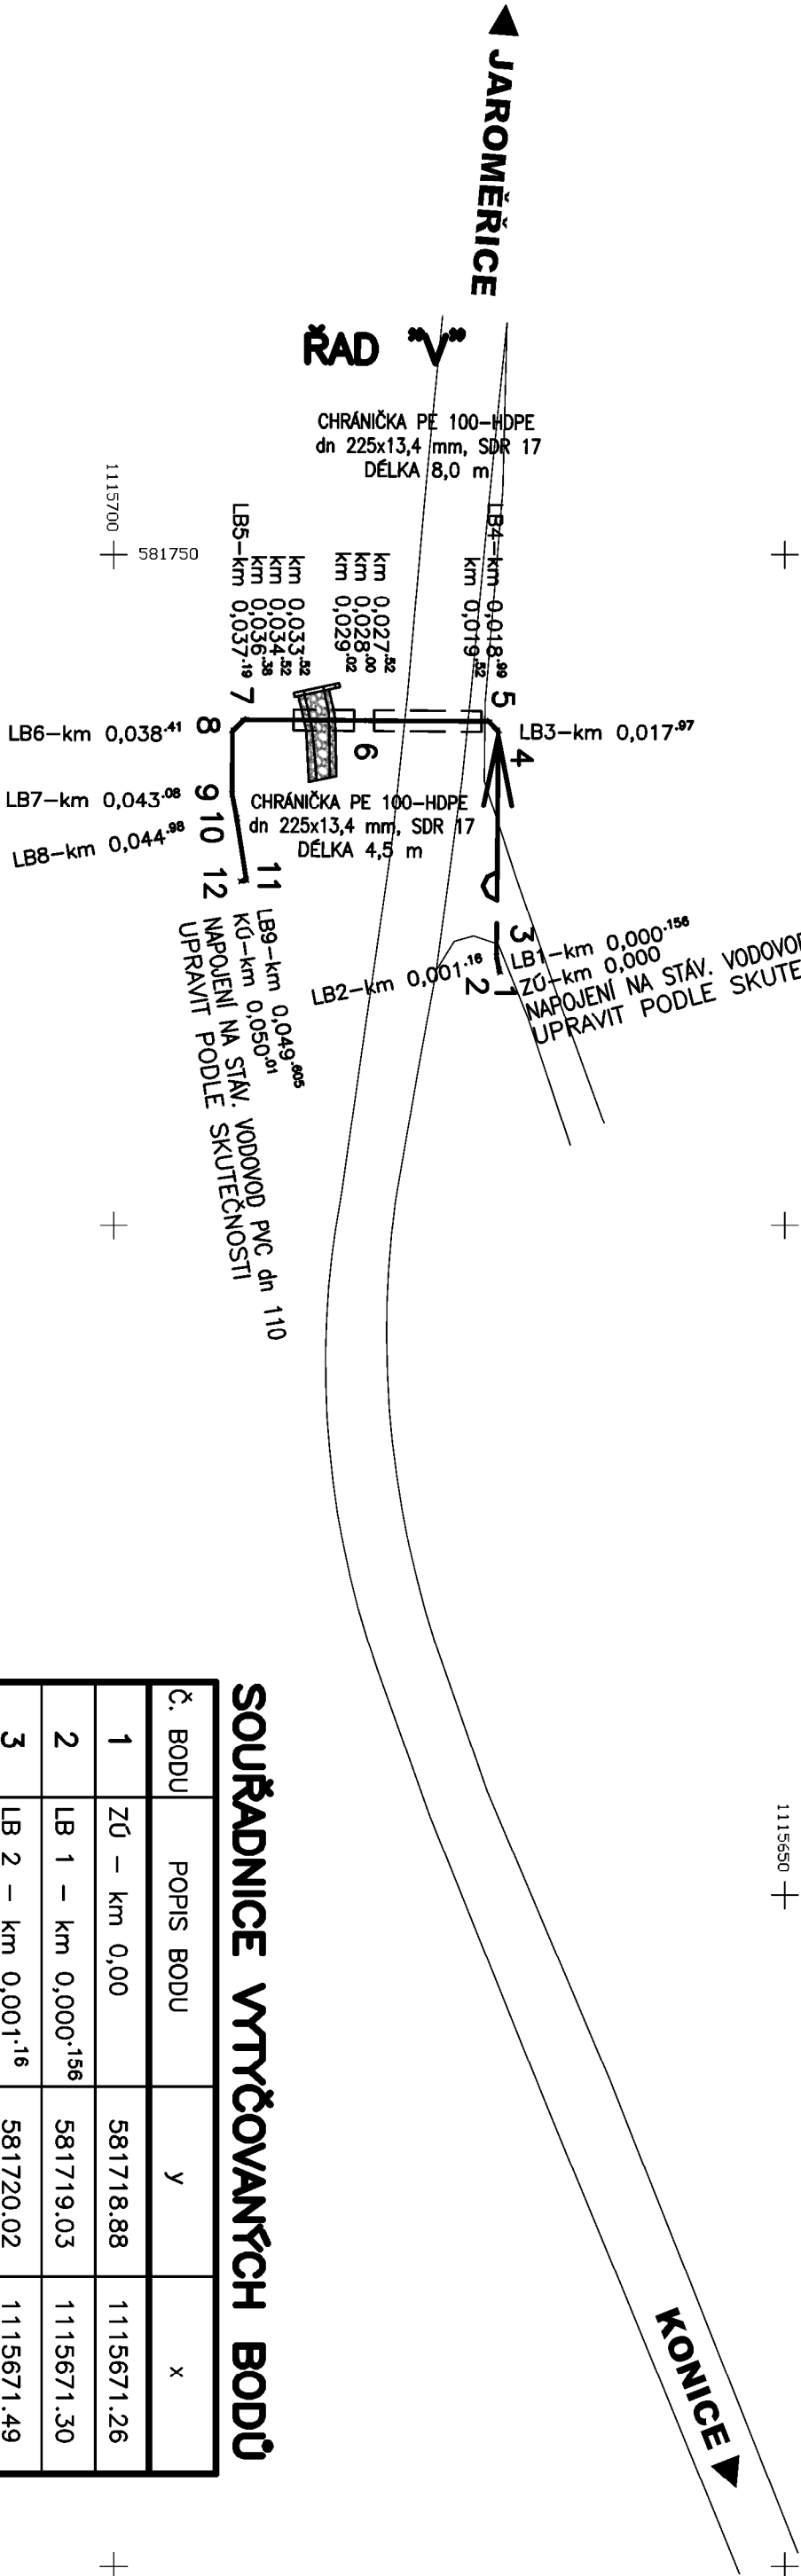 JAROMĚŘICE
ŘAD "V"
CHRÁNIČKA PE 100-HDPE
dn 225x13,4 mm, SDR 17
DÉLKA 8,0 m
1115700
581750
LB4-km 0,018.99
km 0,019.52
km 0,027.52
km 0,028.00
km 0,029.02
km 0,033.52
km 0,034.52
km 0,036.38
LB5-km 0,037.19
5
7
LB3-km 0,017.97
4
LB6-km 0,038.41
8
6
LB7-km 0,043.08
9
CHRÁNIČKA PE 100-HDPE
dn 225x13,4 mm, SDR 17
DÉLKA 4,5 m
LB8-km 0,044.98
10
11
12
LB9-km 0,049.605
KÚ-km 0,050.01
NAPOJENÍ NA STÁV. VODOVOD PVC dn 110
UPRAVIT PODLE SKUTEČNOSTI
3
LB1-km 0,000.156
1
ZÚ-km 0,000
NAPOJENÍ NA STÁV. VODOVOD
UPRAVIT PODLE SKUTE
LB2-km 0,001.16
2
1115650
SOUŘADNICE VYTYČOVANÝCH BODŮ
Č. BODU POPIS BODU y x
1 ZÚ - km 0,00 581718.88 1115671.26
2 LB 1 - km 0,000.156 581719.03 1115671.30
3 LB 2 - km 0,001.16 581720.02 1115671.49
KONICE